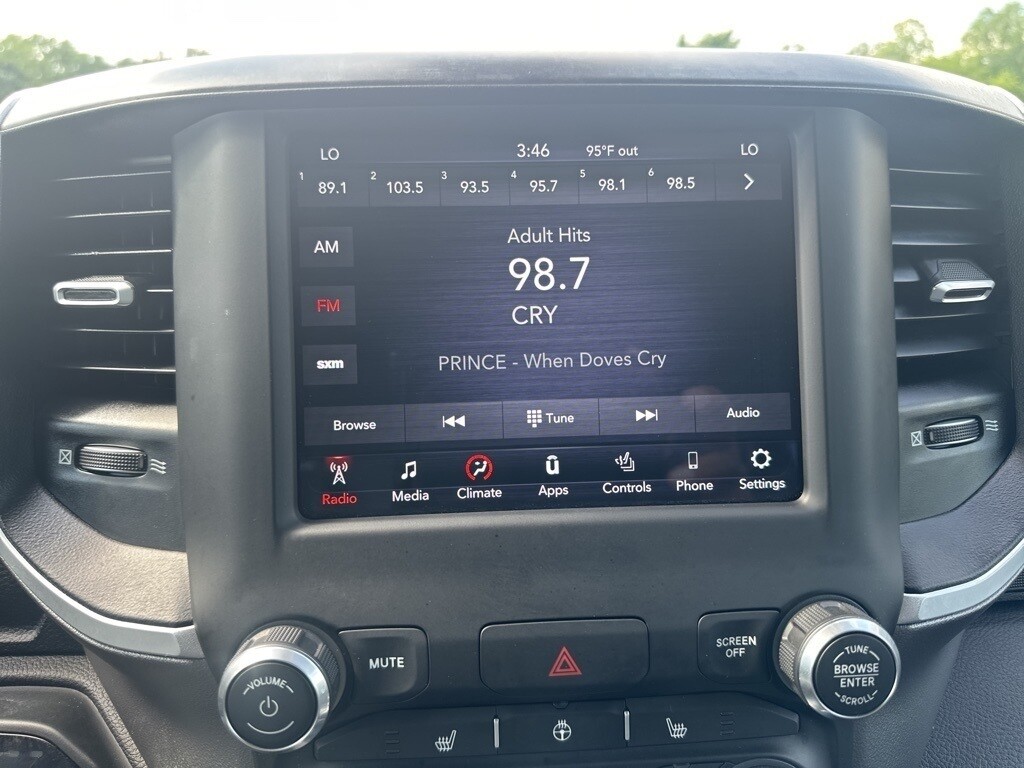 LO 3:46 95°F out LO
1 89.1 2 103.5 3 93.5 4 95.7 5 98.1 6 98.5
Adult Hits
AM
98.7
FM
CRY
sxm
PRINCE - When Doves Cry
Browse Tune Audio
Radio Media Climate Apps Controls Phone Settings
MUTE
SCREEN
OFF
VOLUME
TUNE
BROWSE
ENTER
SCROLL